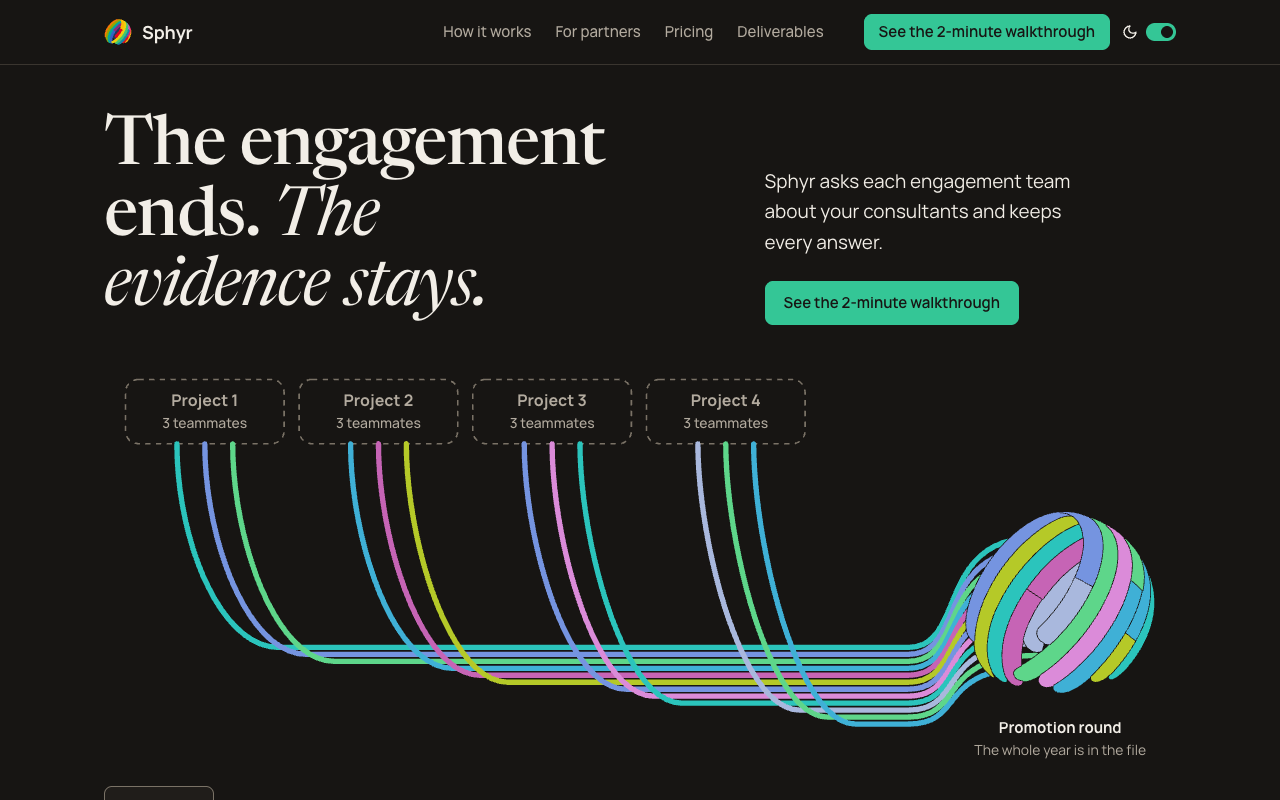 Sphyr
How it works
For partners
Pricing
Deliverables
See the 2-minute walkthrough
The engagement
ends. The
evidence stays.
Sphyr asks each engagement team
about your consultants and keeps
every answer.
See the 2-minute walkthrough
Project 1
3 teammates
Project 2
3 teammates
Project 3
3 teammates
Project 4
3 teammates
Promotion round
The whole year is in the file